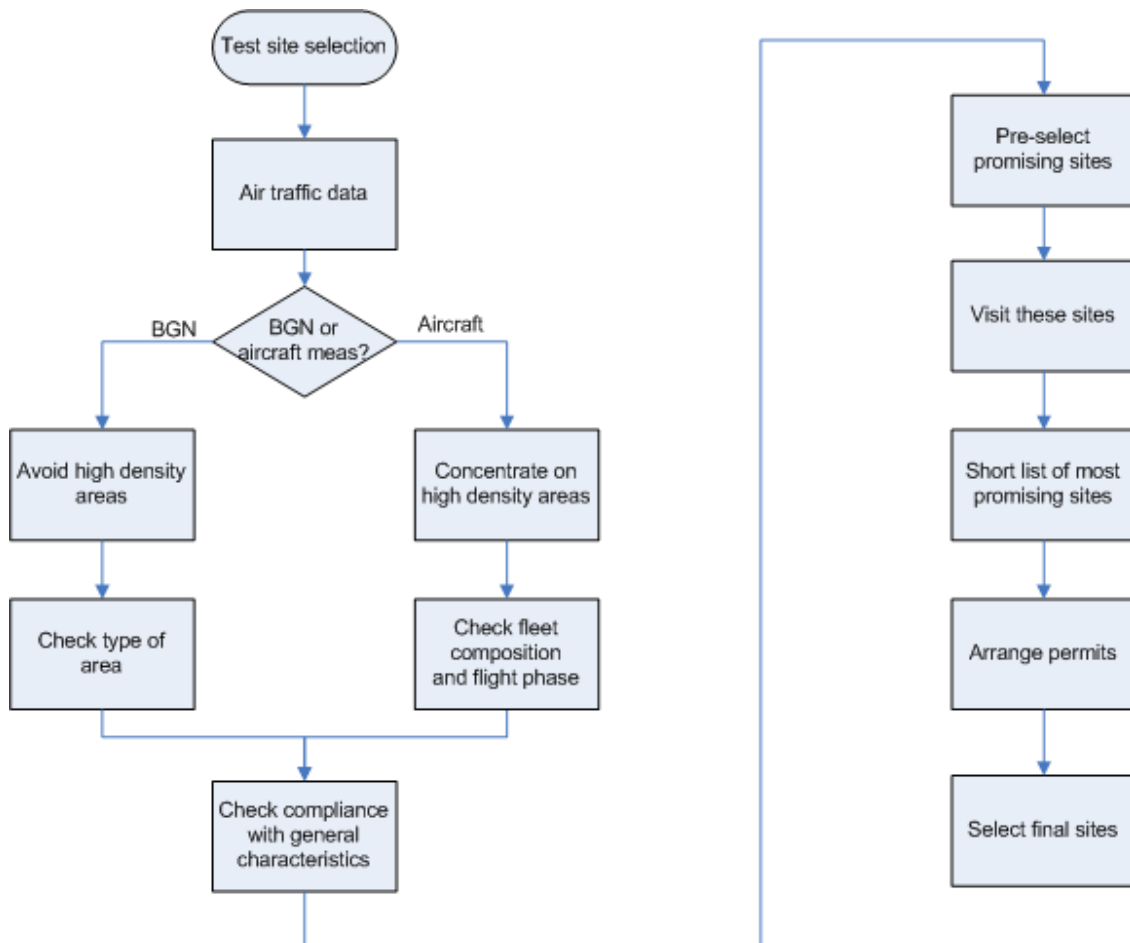 Test site selection
Air traffic data
BGN or
aircraft meas?
BGN
Aircraft
Avoid high density
areas
Concentrate on
high density areas
Check type of
area
Check fleet
composition
and flight phase
Check compliance
with general
characteristics
Pre-select
promising sites
Visit these sites
Short list of most
promising sites
Arrange permits
Select final sites